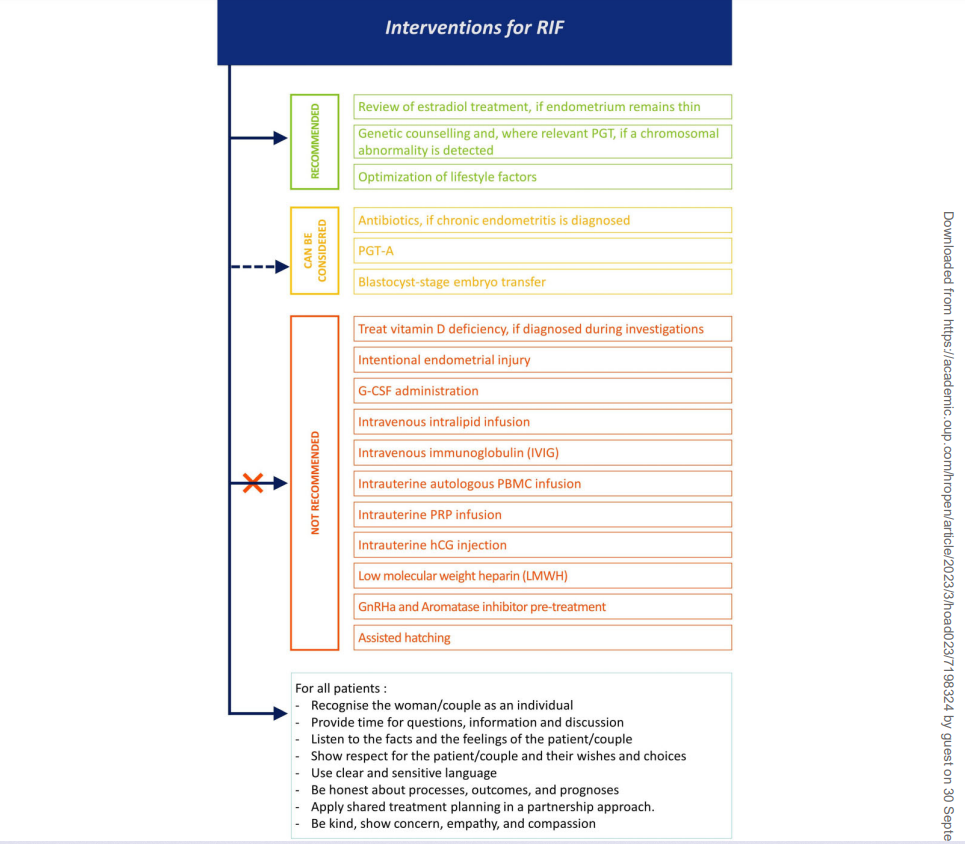 Interventions for RIF
RECOMMENDED
Review of estradiol treatment, if endometrium remains thin
Genetic counselling and, where relevant PGT, if a chromosomal
abnormality is detected
Optimization of lifestyle factors
CAN BE
CONSIDERED
Antibiotics, if chronic endometritis is diagnosed
PGT-A
Blastocyst-stage embryo transfer
NOT RECOMMENDED
Treat vitamin D deficiency, if diagnosed during investigations
Intentional endometrial injury
G-CSF administration
Intravenous intralipid infusion
Intravenous immunoglobulin (IVIG)
Intrauterine autologous PBMC infusion
Intrauterine PRP infusion
Intrauterine hCG injection
Low molecular weight heparin (LMWH)
GnRHa and Aromatase inhibitor pre-treatment
Assisted hatching
For all patients :
- Recognise the woman/couple as an individual
- Provide time for questions, information and discussion
- Listen to the facts and the feelings of the patient/couple
- Show respect for the patient/couple and their wishes and choices
- Use clear and sensitive language
- Be honest about processes, outcomes, and prognoses
- Apply shared treatment planning in a partnership approach.
- Be kind, show concern, empathy, and compassion
Downloaded from https://academic.oup.com/hropen/article/2023/3/hoad023/7198324 by guest on 30 Septe